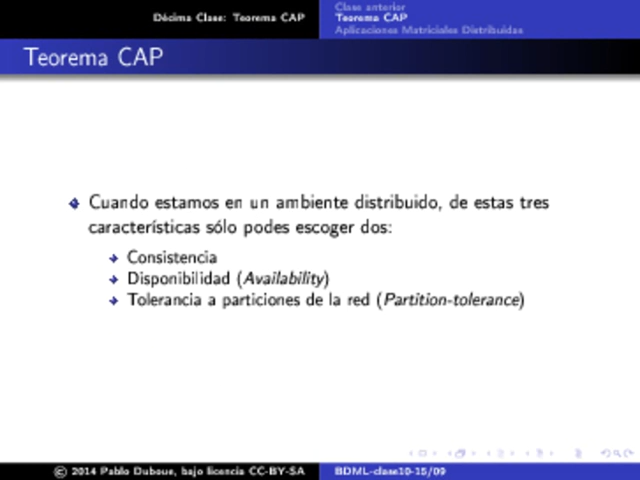 Décima Clase: Teorema CAP
Clase anterior
Teorema CAP
Aplicaciones Matriciales Distribuidas
Teorema CAP
Cuando estamos en un ambiente distribuido, de estas tres
características sólo podes escoger dos:
Consistencia
Disponibilidad (Availability)
Tolerancia a particiones de la red (Partition-tolerance)
© 2014 Pablo Duboue, bajo licencia CC-BY-SA
BDML-clase10-15/09